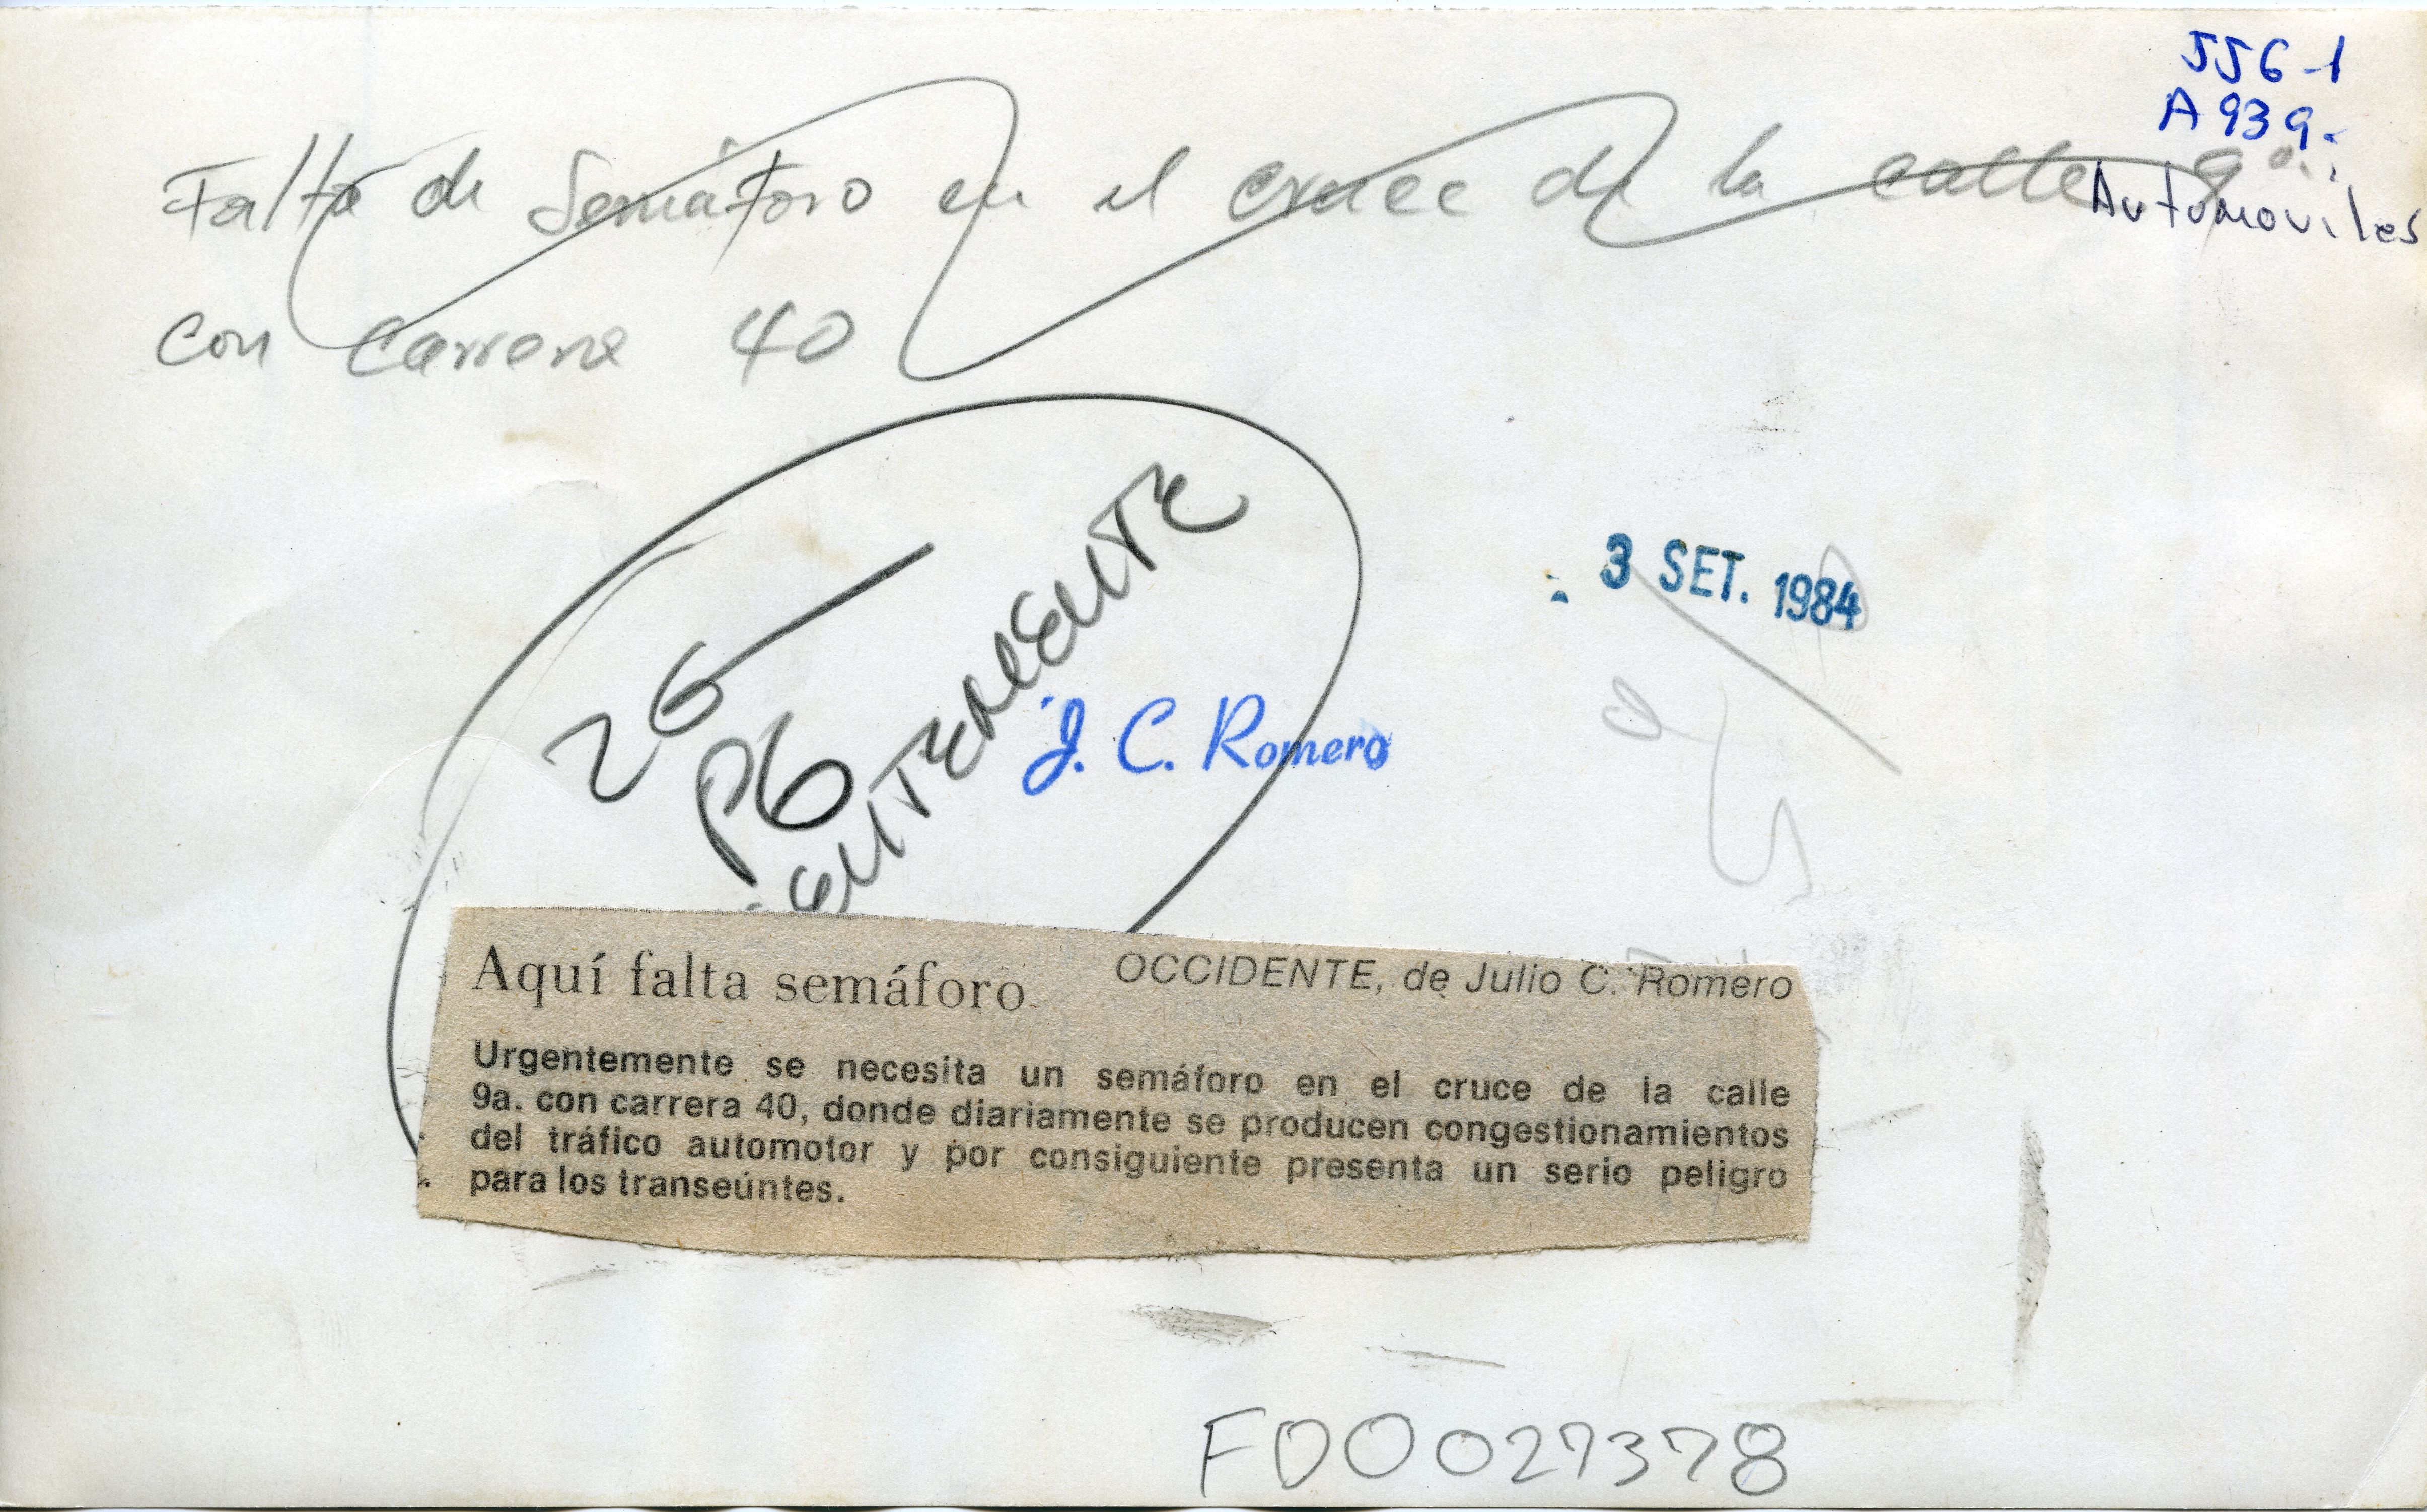 556-1
A939.
Automoviles
Falta de Semáforo en el cruce de la calle 9a.
con carrera 40
26
P6
3 SET. 1984
J. C. Romero
Aquí falta semáforo
OCCIDENTE, de Julio C. Romero
Urgentemente se necesita un semáforo en el cruce de la calle
9a. con carrera 40, donde diariamente se producen congestionamientos
del tráfico automotor y por consiguiente presenta un serio peligro
para los transeúntes.
FDO027378